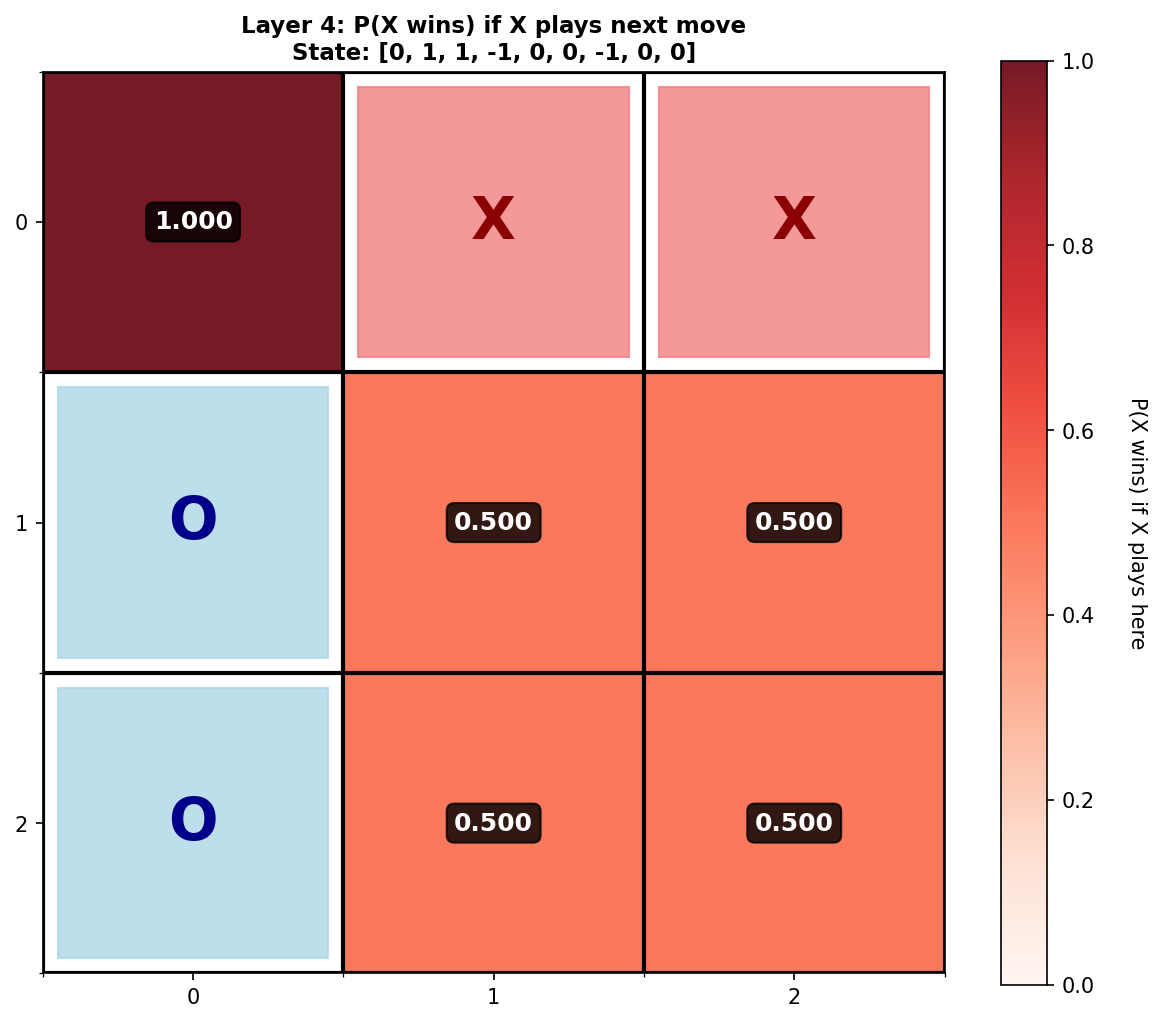 Layer 4: P(X wins) if X plays next move
State: [0, 1, 1, -1, 0, 0, -1, 0, 0]
0
1.000
X
X
1
O
0.500
0.500
2
O
0.500
0.500
0
1
2
1.0
0.8
0.6
0.4
0.2
0.0
P(X wins) if X plays here